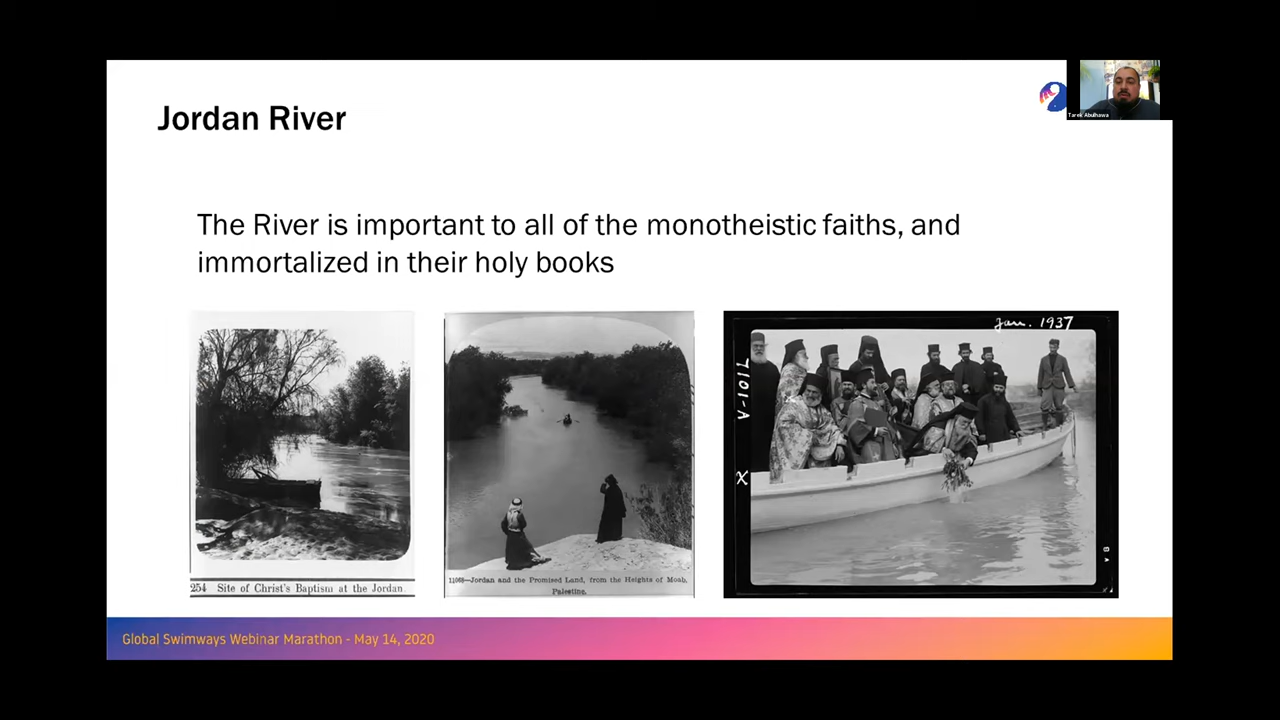 Jordan River
Tarek Abulhawa
The River is important to all of the monotheistic faiths, and
immortalized in their holy books
254 Site of Christ's Baptism at the Jordan
11068—Jordan and the Promised Land, from the Heights of Moab,
Palestine.
Jan. 1937
V-1017
X
Global Swimways Webinar Marathon - May 14, 2020